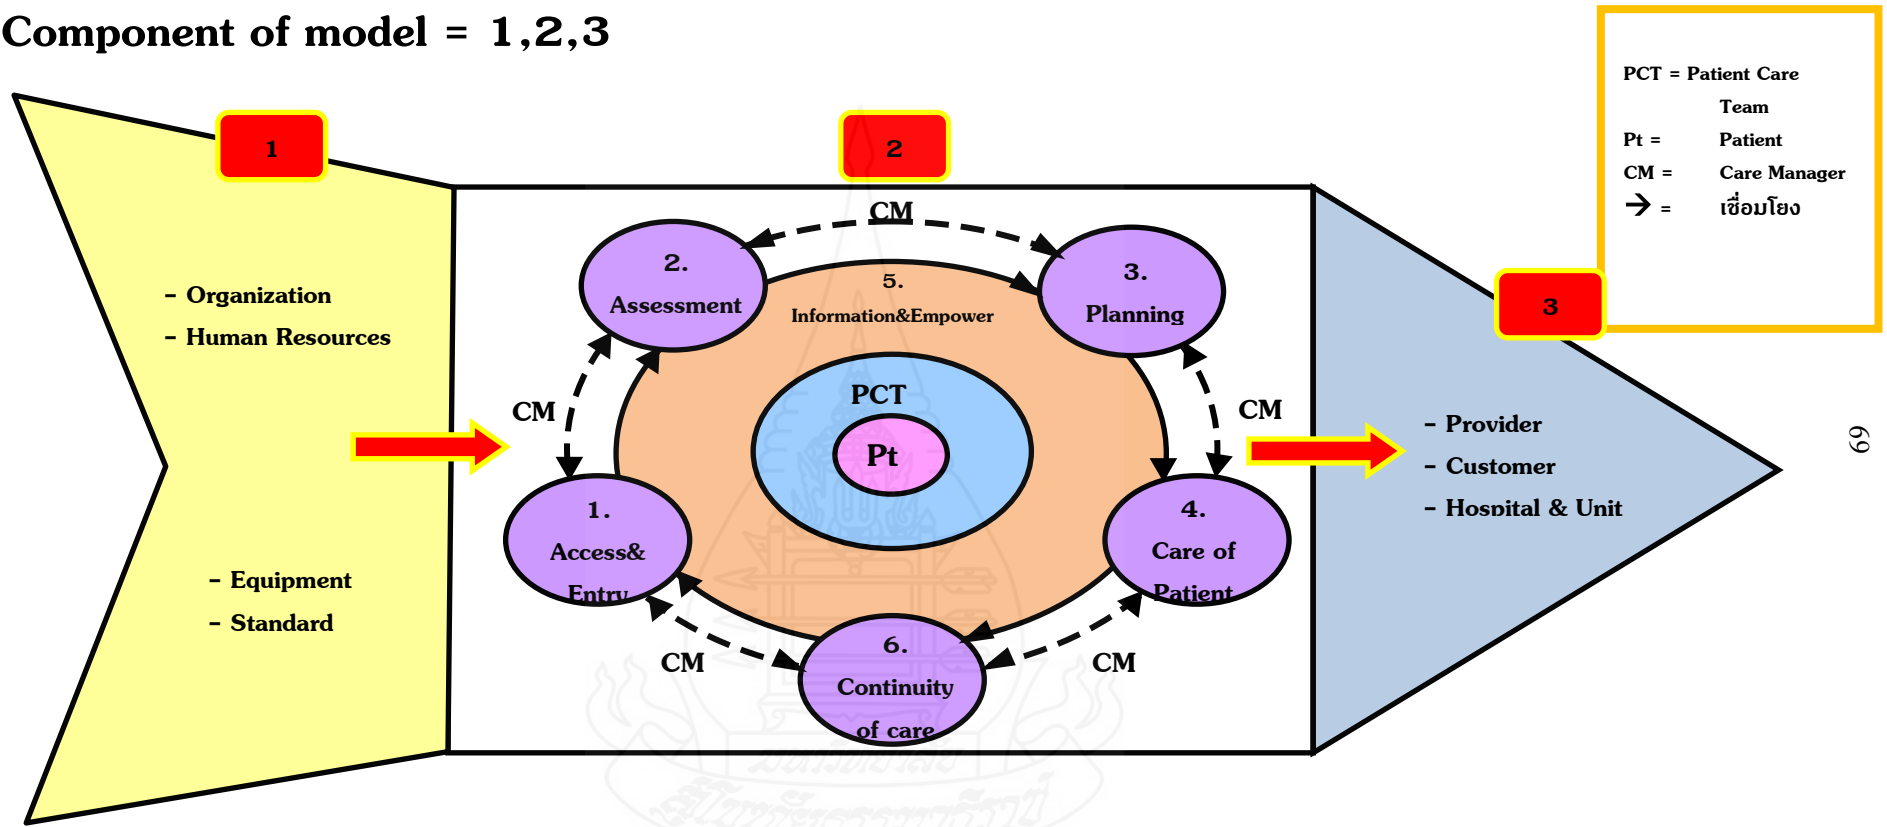 Component of model = 1,2,3
PCT = Patient Care
Team
Pt = Patient
CM = Care Manager
→ = เชื่อมโยง
1
- Organization
- Human Resources
- Equipment
- Standard
2
CM
2.
Assessment
3.
Planning
5.
Information&Empower
PCT
Pt
CM
CM
1.
Access&
Entry
4.
Care of
Patient
6.
Continuity
of care
CM
CM
3
- Provider
- Customer
- Hospital & Unit
69